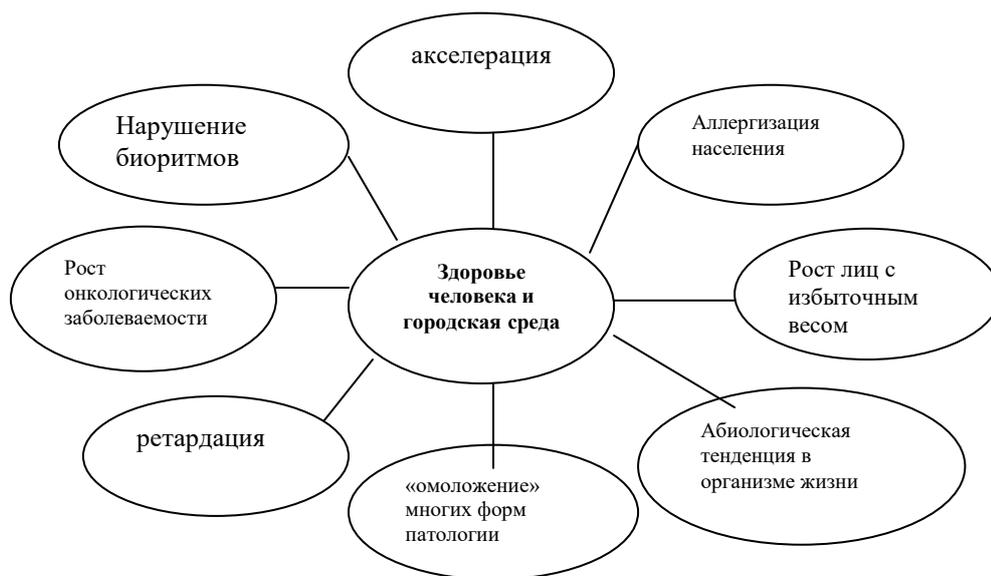 акселерация
Нарушение
биоритмов
Аллергизация
населения
Рост
онкологических
заболеваемости
Здоровье
человека и
городская среда
Рост лиц с
избыточным
весом
ретардация
«омоложение»
многих форм
патологии
Абиологическая
тенденция в
организме жизни